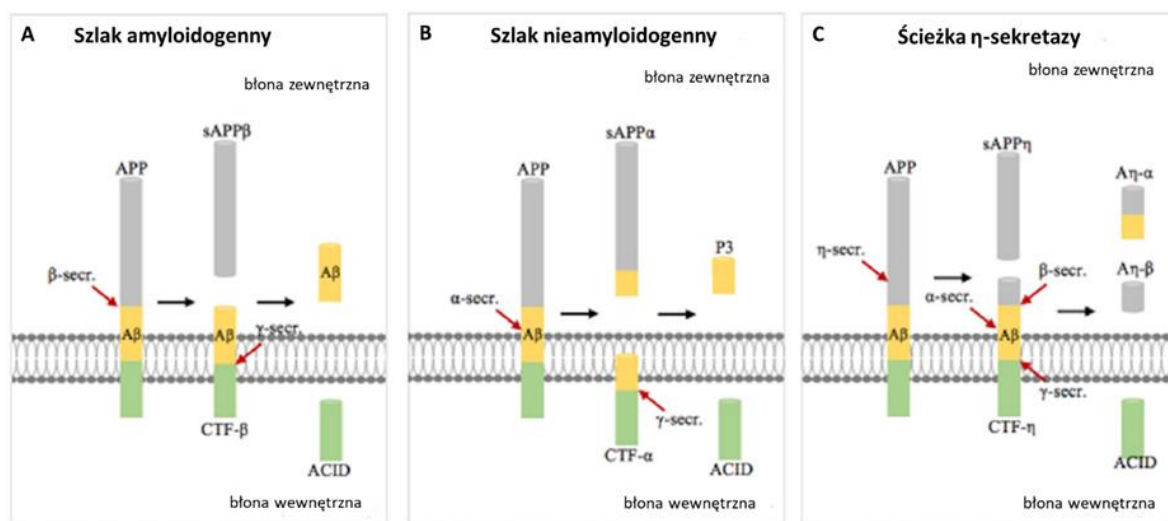 A Szlak amyloidogenny
błona zewnętrzna
sAPPβ
APP
β-secr.
Aβ
Aβ
Aβ
γ-secr.
CTF-β
ACID
błona wewnętrzna
B Szlak nieamyloidogenny
błona zewnętrzna
sAPPα
APP
P3
α-secr.
Aβ
γ-secr.
CTF-α
ACID
błona wewnętrzna
C Ścieżka η-sekretazy
błona zewnętrzna
sAPPη
APP
Aη-α
η-secr.
β-secr.
Aη-β
α-secr.
Aβ
Aβ
γ-secr.
CTF-η
ACID
błona wewnętrzna